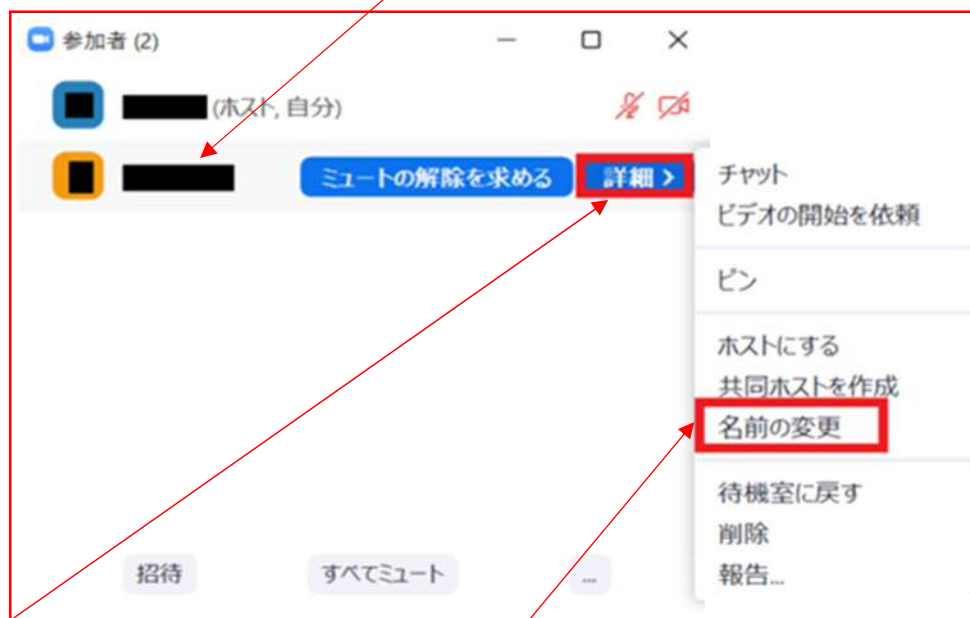 参加者 (2)
(ホスト, 自分)
ミュートの解除を求める
詳細 >
チャット
ビデオの開始を依頼
ピン
ホストにする
共同ホストを作成
名前の変更
待機室に戻す
削除
報告...
招待
すべてミュート
...